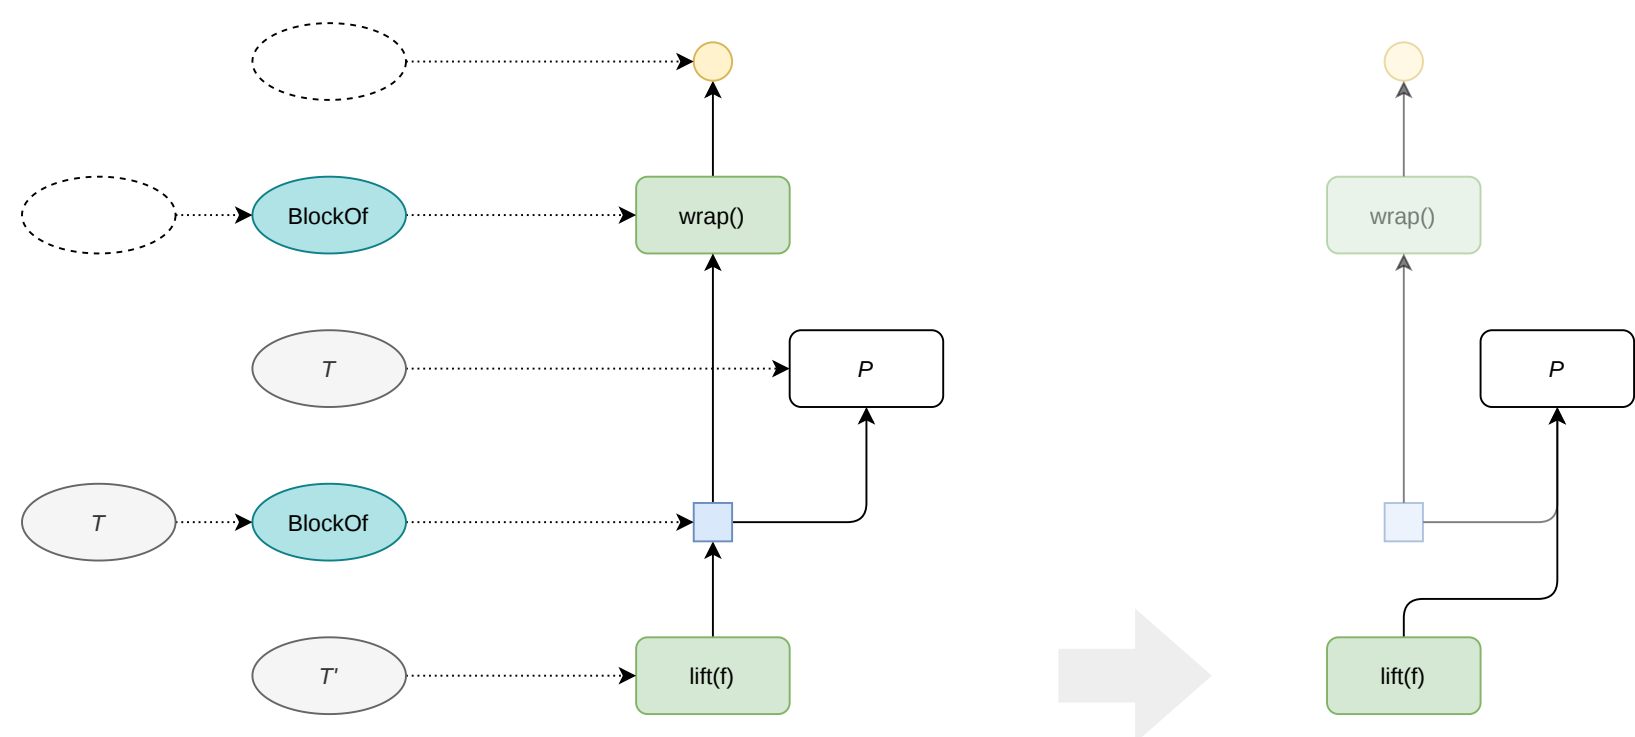 BlockOf
wrap()
wrap()
T
P
P
T
BlockOf
T'
lift(f)
lift(f)